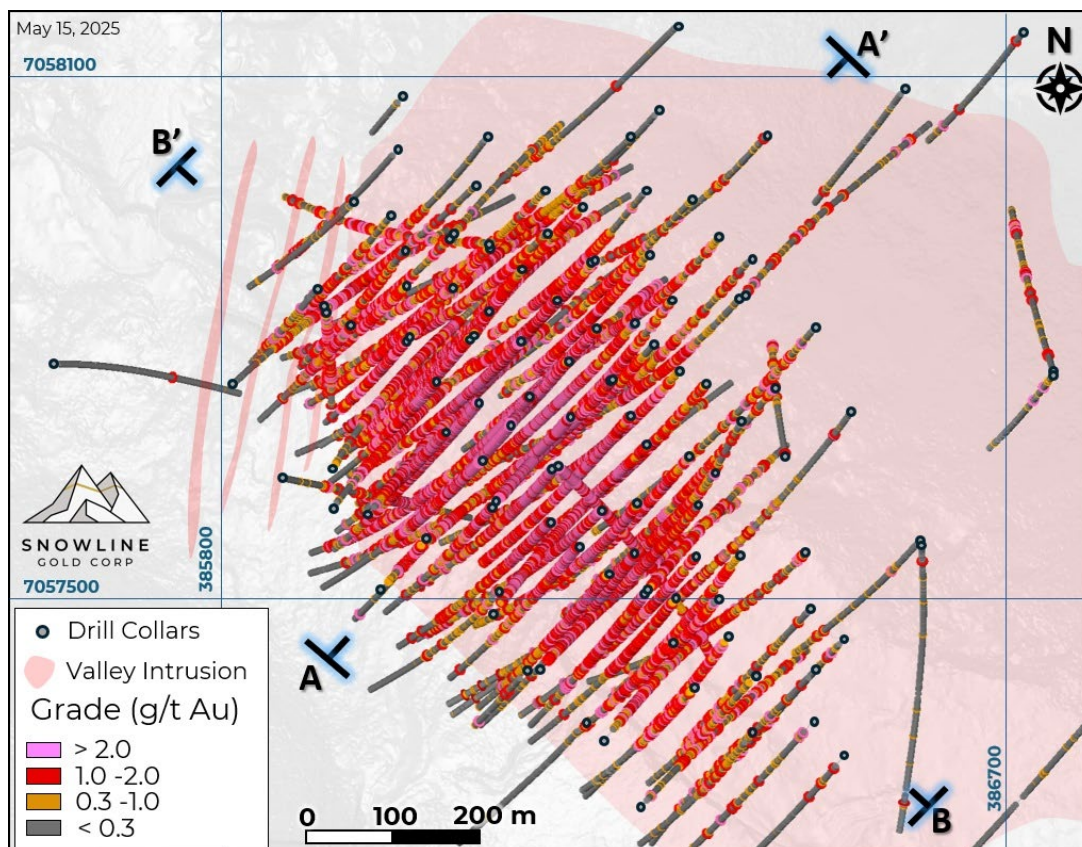 May 15, 2025
7058100
A'
N
B'
SNOWLINE
GOLD CORP
385800
7057500
A
B
386700
Drill Collars
Valley Intrusion
Grade (g/t Au)
> 2.0
1.0 -2.0
0.3 -1.0
< 0.3
0 100 200 m